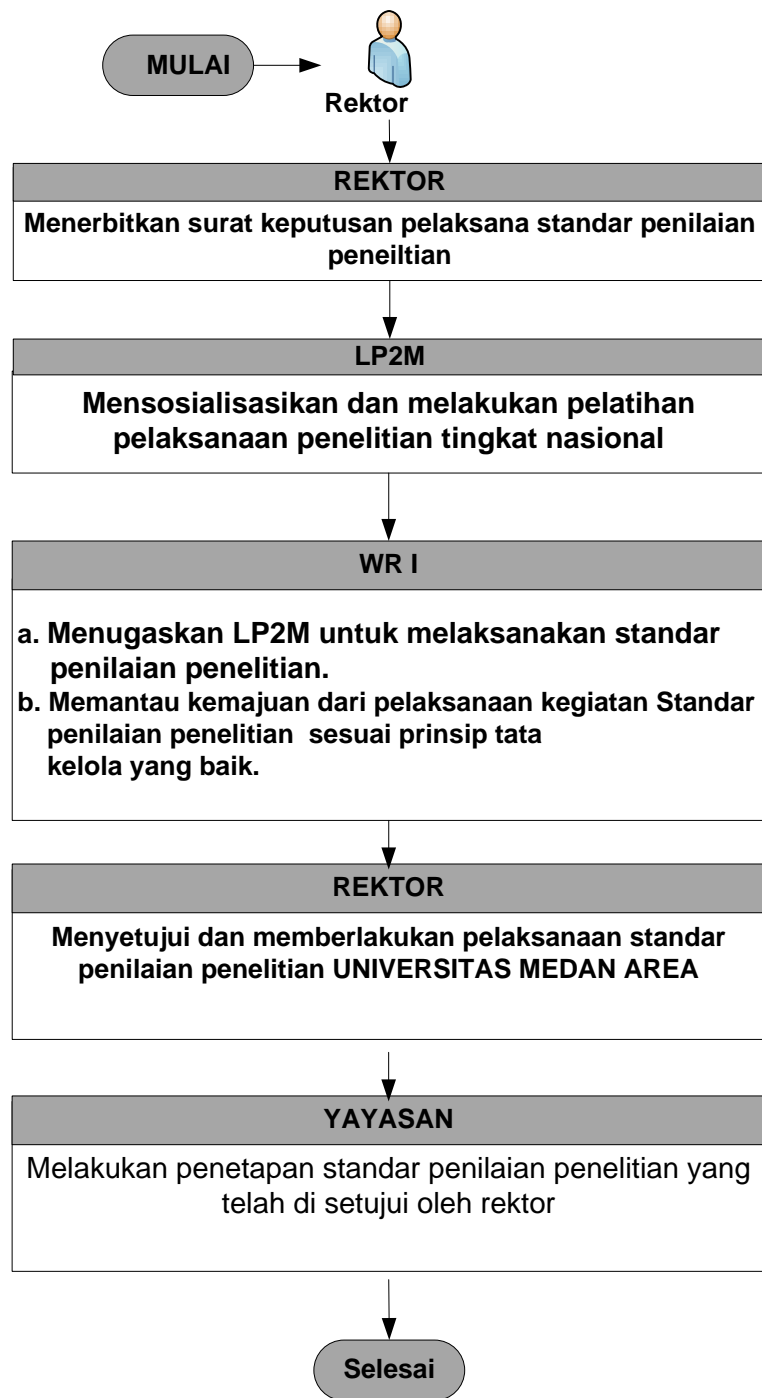 MULAI
Rektor
REKTOR
Menerbitkan surat keputusan pelaksana standar penilaian
peneiltian
LP2M
Mensosialisasikan dan melakukan pelatihan
pelaksanaan penelitian tingkat nasional
WR I
a. Menugaskan LP2M untuk melaksanakan standar
penilaian penelitian.
b. Memantau kemajuan dari pelaksanaan kegiatan Standar
penilaian penelitian sesuai prinsip tata
kelola yang baik.
REKTOR
Menyetujui dan memberlakukan pelaksanaan standar
penilaian penelitian UNIVERSITAS MEDAN AREA
YAYASAN
Melakukan penetapan standar penilaian penelitian yang
telah di setujui oleh rektor
Selesai